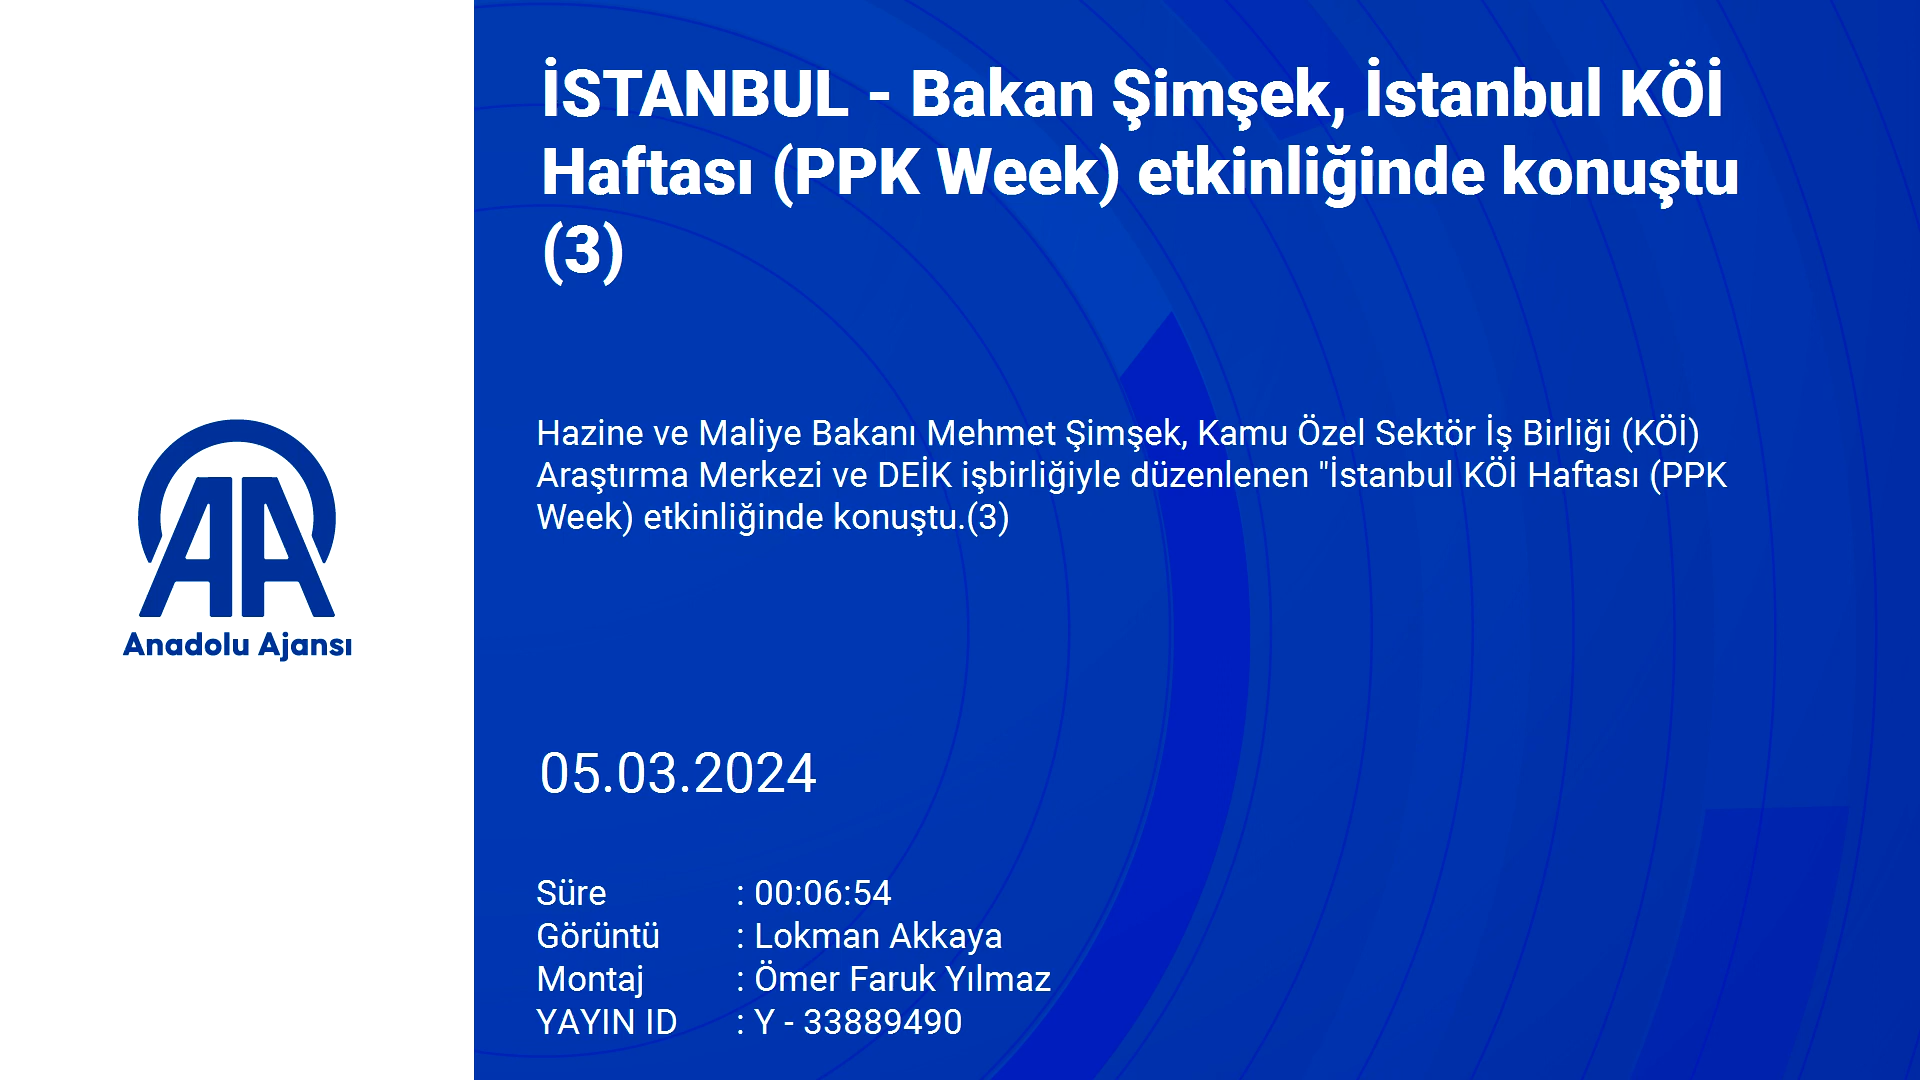 İSTANBUL - Bakan Şimşek, İstanbul KÖİ
Haftası (PPK Week) etkinliğinde konuştu
(3)
Hazine ve Maliye Bakanı Mehmet Şimşek, Kamu Özel Sektör İş Birliği (KÖİ)
Araştırma Merkezi ve DEİK işbirliğiyle düzenlenen "İstanbul KÖİ Haftası (PPK
Week) etkinliğinde konuştu.(3)
AA
Anadolu Ajansı
05.03.2024
Süre : 00:06:54
Görüntü : Lokman Akkaya
Montaj : Ömer Faruk Yılmaz
YAYIN ID : Y - 33889490